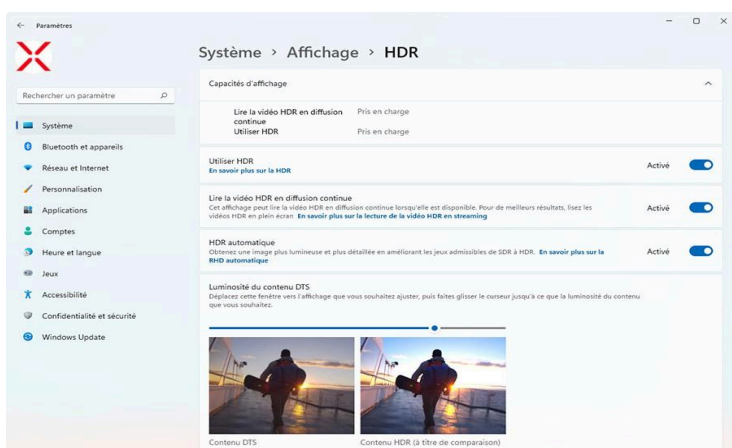 Paramètres
Système > Affichage > HDR
Rechercher un paramètre
Système
Bluetooth et appareils
Réseau et Internet
Personnalisation
Applications
Comptes
Heure et langue
Jeux
Accessibilité
Confidentialité et sécurité
Windows Update
Capacités d'affichage
Lire la vidéo HDR en diffusion Pris en charge
continue
Utiliser HDR Pris en charge
Utiliser HDR
En savoir plus sur la HDR
Activé
Lire la vidéo HDR en diffusion continue
Cet affichage peut lire la vidéo HDR en diffusion continue lorsqu'elle est disponible. Pour de meilleurs résultats, lisez les
vidéos HDR en plein écran En savoir plus sur la lecture de la vidéo HDR en streaming
Activé
HDR automatique
Obtenez une image plus lumineuse et plus détaillée en améliorant les jeux admissibles de SDR à HDR. En savoir plus sur la
RHD automatique
Activé
Luminosité du contenu DTS
Déplacez cette fenêtre vers l'affichage que vous souhaitez ajuster, puis faites glisser le curseur jusqu'à ce que la luminosité du contenu
que vous souhaitez.
Contenu DTS
Contenu HDR (à titre de comparaison)